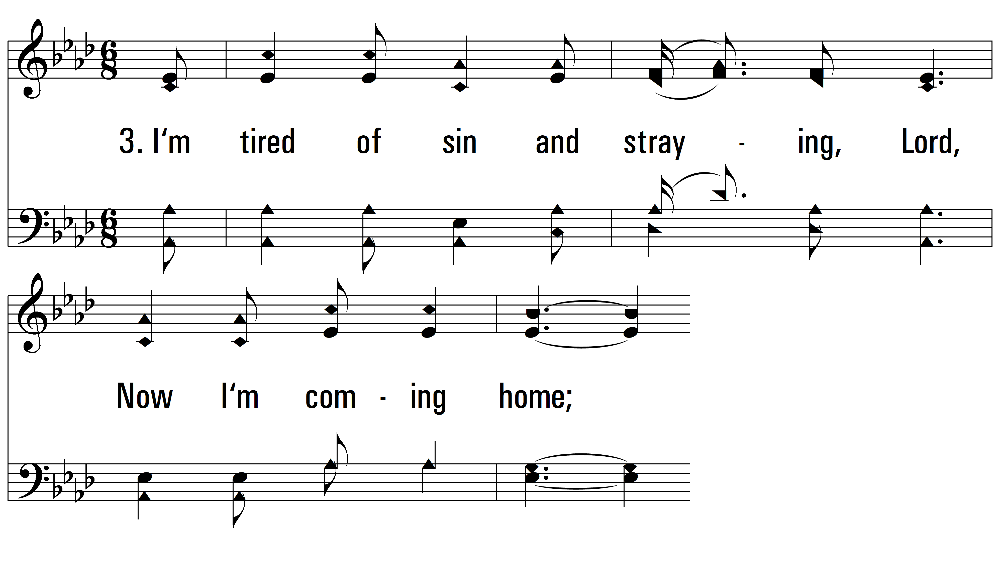 3. I‘m tired of sin and stray - ing, Lord,
Now I‘m com - ing home;